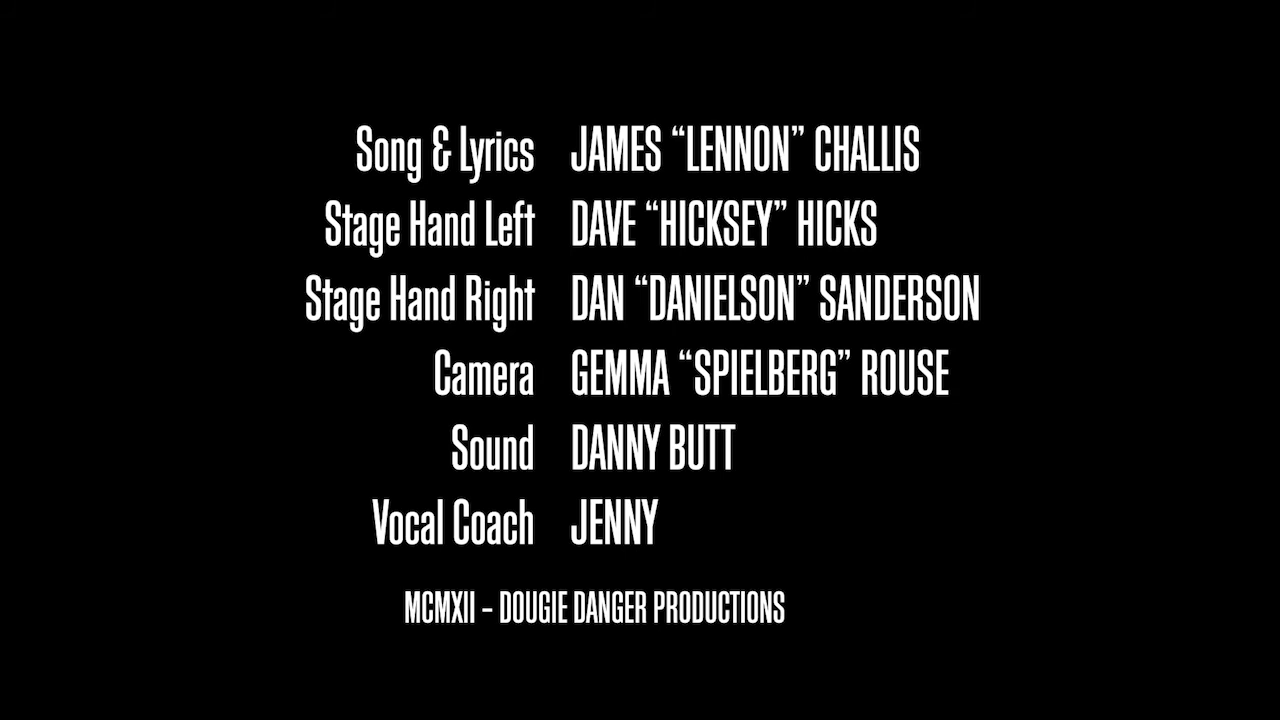 Song & Lyrics JAMES “LENNON” CHALLIS
Stage Hand Left DAVE “HICKSEY” HICKS
Stage Hand Right DAN “DANIELSON” SANDERSON
Camera GEMMA “SPIELBERG” ROUSE
Sound DANNY BUTT
Vocal Coach JENNY
MCMXII – DOUGIE DANGER PRODUCTIONS